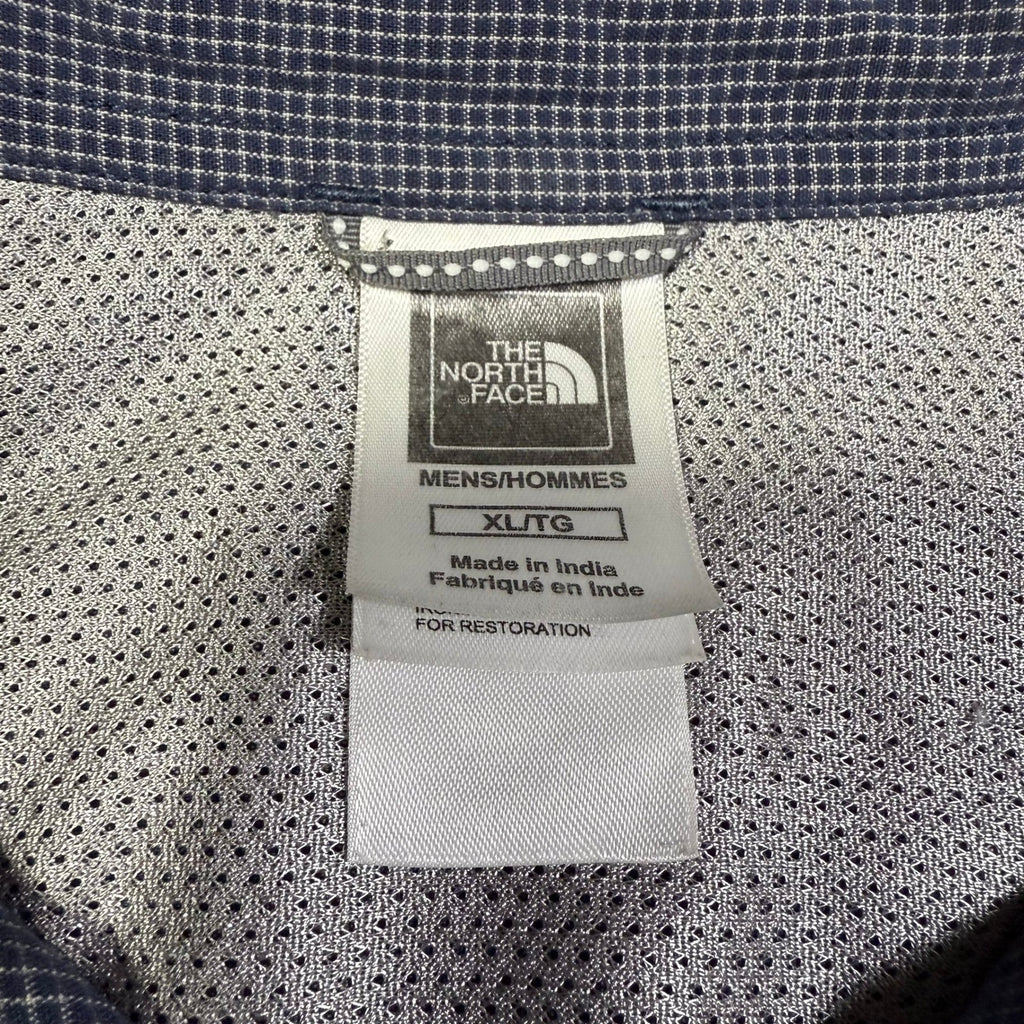 THE
NORTH
FACE
MENS/HOMMES
XL/TG
Made in India
Fabriqué en Inde
FOR RESTORATION